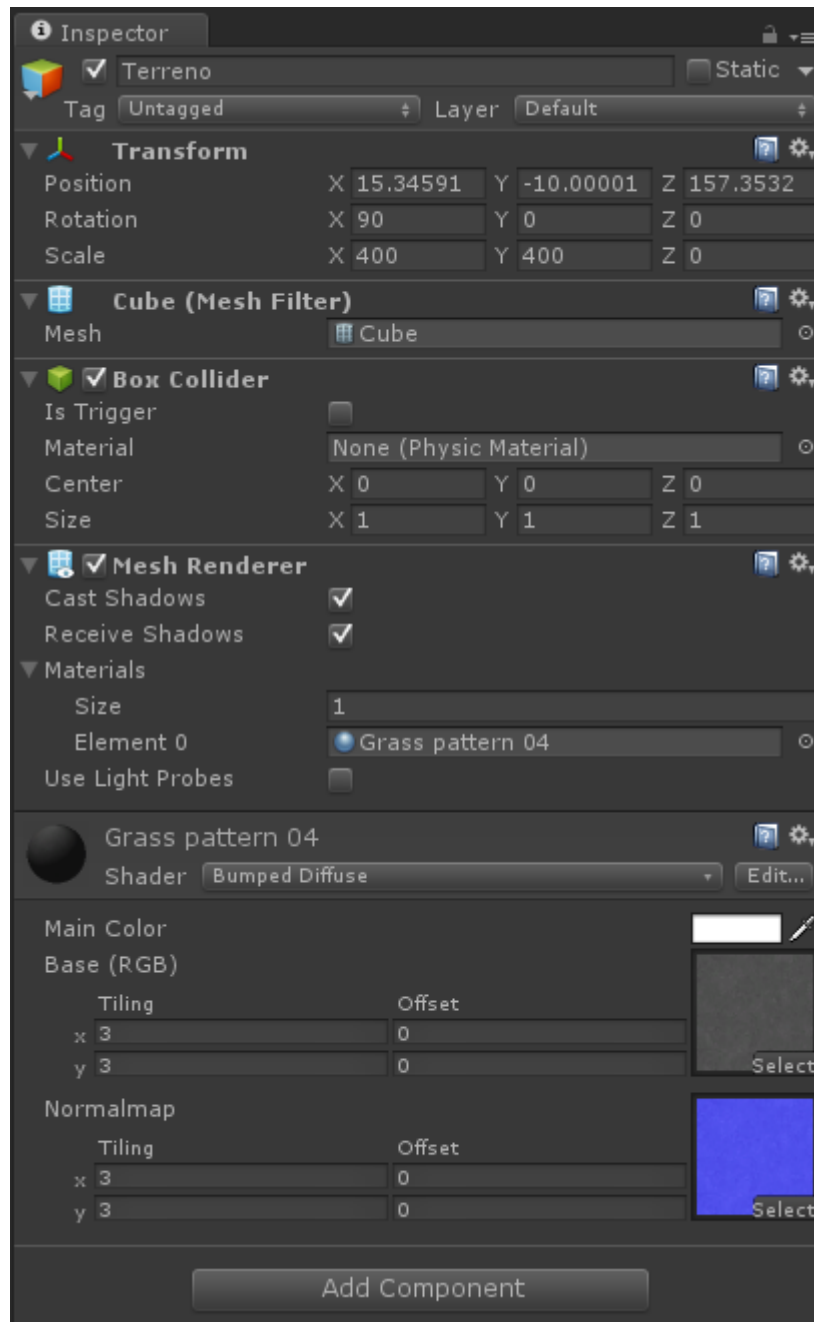 Inspector
Terreno Static
Tag Untagged Layer Default
Transform
Position X 15.34591 Y -10.00001 Z 157.3532
Rotation X 90 Y 0 Z 0
Scale X 400 Y 400 Z 0
Cube (Mesh Filter)
Mesh Cube
Box Collider
Is Trigger
Material None (Physic Material)
Center X 0 Y 0 Z 0
Size X 1 Y 1 Z 1
Mesh Renderer
Cast Shadows
Receive Shadows
Materials
Size 1
Element 0 Grass pattern 04
Use Light Probes
Grass pattern 04
Shader Bumped Diffuse Edit...
Main Color
Base (RGB)
Tiling Offset
x 3 0
y 3 0 Select
Normalmap
Tiling Offset
x 3 0
y 3 0 Select
Add Component